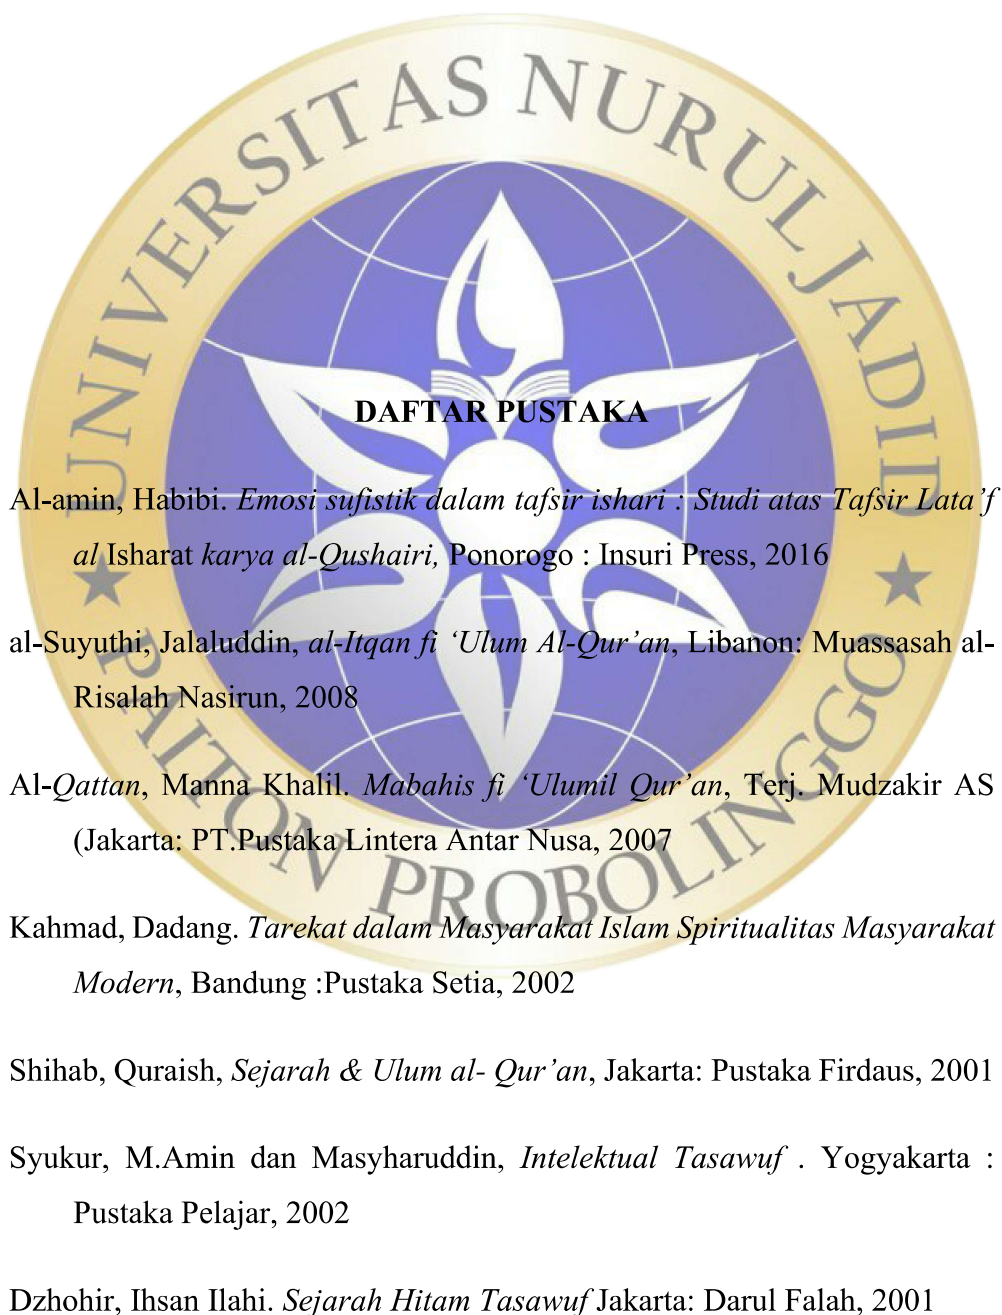 UNIVERSITAS NURUL JADID
PAITON PROBOLINGGO
DAFTAR PUSTAKA
Al-amin, Habibi. Emosi sufistik dalam tafsir ishari : Studi atas Tafsir Lata’f
al Isharat karya al-Qushairi, Ponorogo : Insuri Press, 2016
al-Suyuthi, Jalaluddin, al-Itqan fi ‘Ulum Al-Qur’an, Libanon: Muassasah al-
Risalah Nasirun, 2008
Al-Qattan, Manna Khalil. Mabahis fi ‘Ulumil Qur’an, Terj. Mudzakir AS
(Jakarta: PT.Pustaka Lintera Antar Nusa, 2007
Kahmad, Dadang. Tarekat dalam Masyarakat Islam Spiritualitas Masyarakat
Modern, Bandung :Pustaka Setia, 2002
Shihab, Quraish, Sejarah & Ulum al- Qur’an, Jakarta: Pustaka Firdaus, 2001
Syukur, M.Amin dan Masyharuddin, Intelektual Tasawuf . Yogyakarta :
Pustaka Pelajar, 2002
Dzhohir, Ihsan Ilahi. Sejarah Hitam Tasawuf Jakarta: Darul Falah, 2001